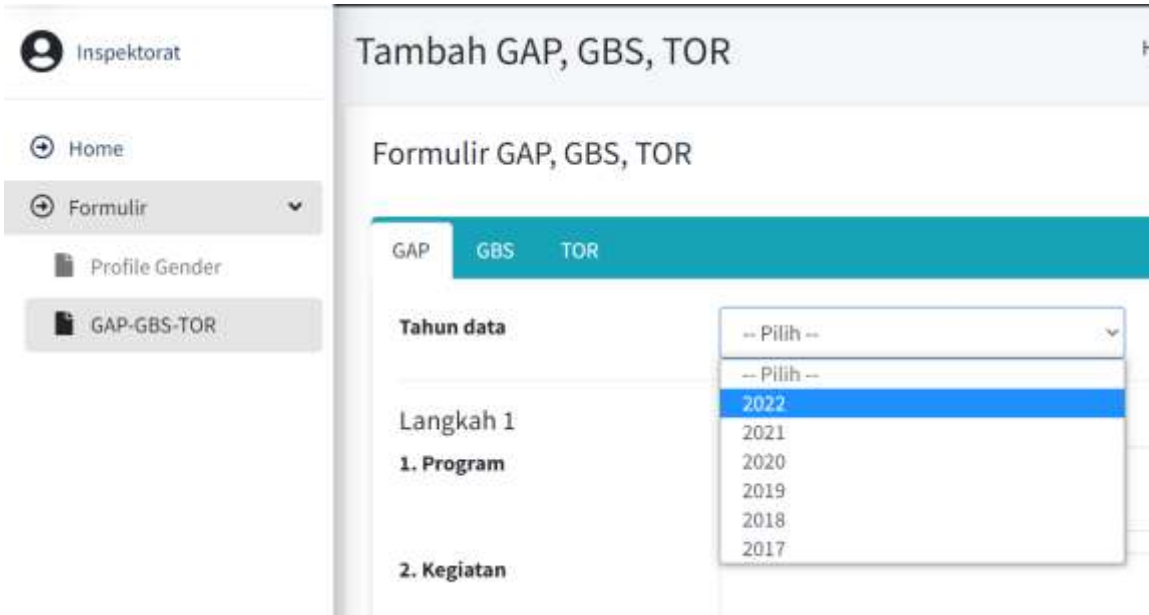 Inspektorat
Home
Formulir
Profile Gender
GAP-GBS-TOR
Tambah GAP, GBS, TOR
Formulir GAP, GBS, TOR
GAP GBS TOR
Tahun data
-- Pilih --
-- Pilih --
2022
2021
2020
2019
2018
2017
Langkah 1
1. Program
2. Kegiatan